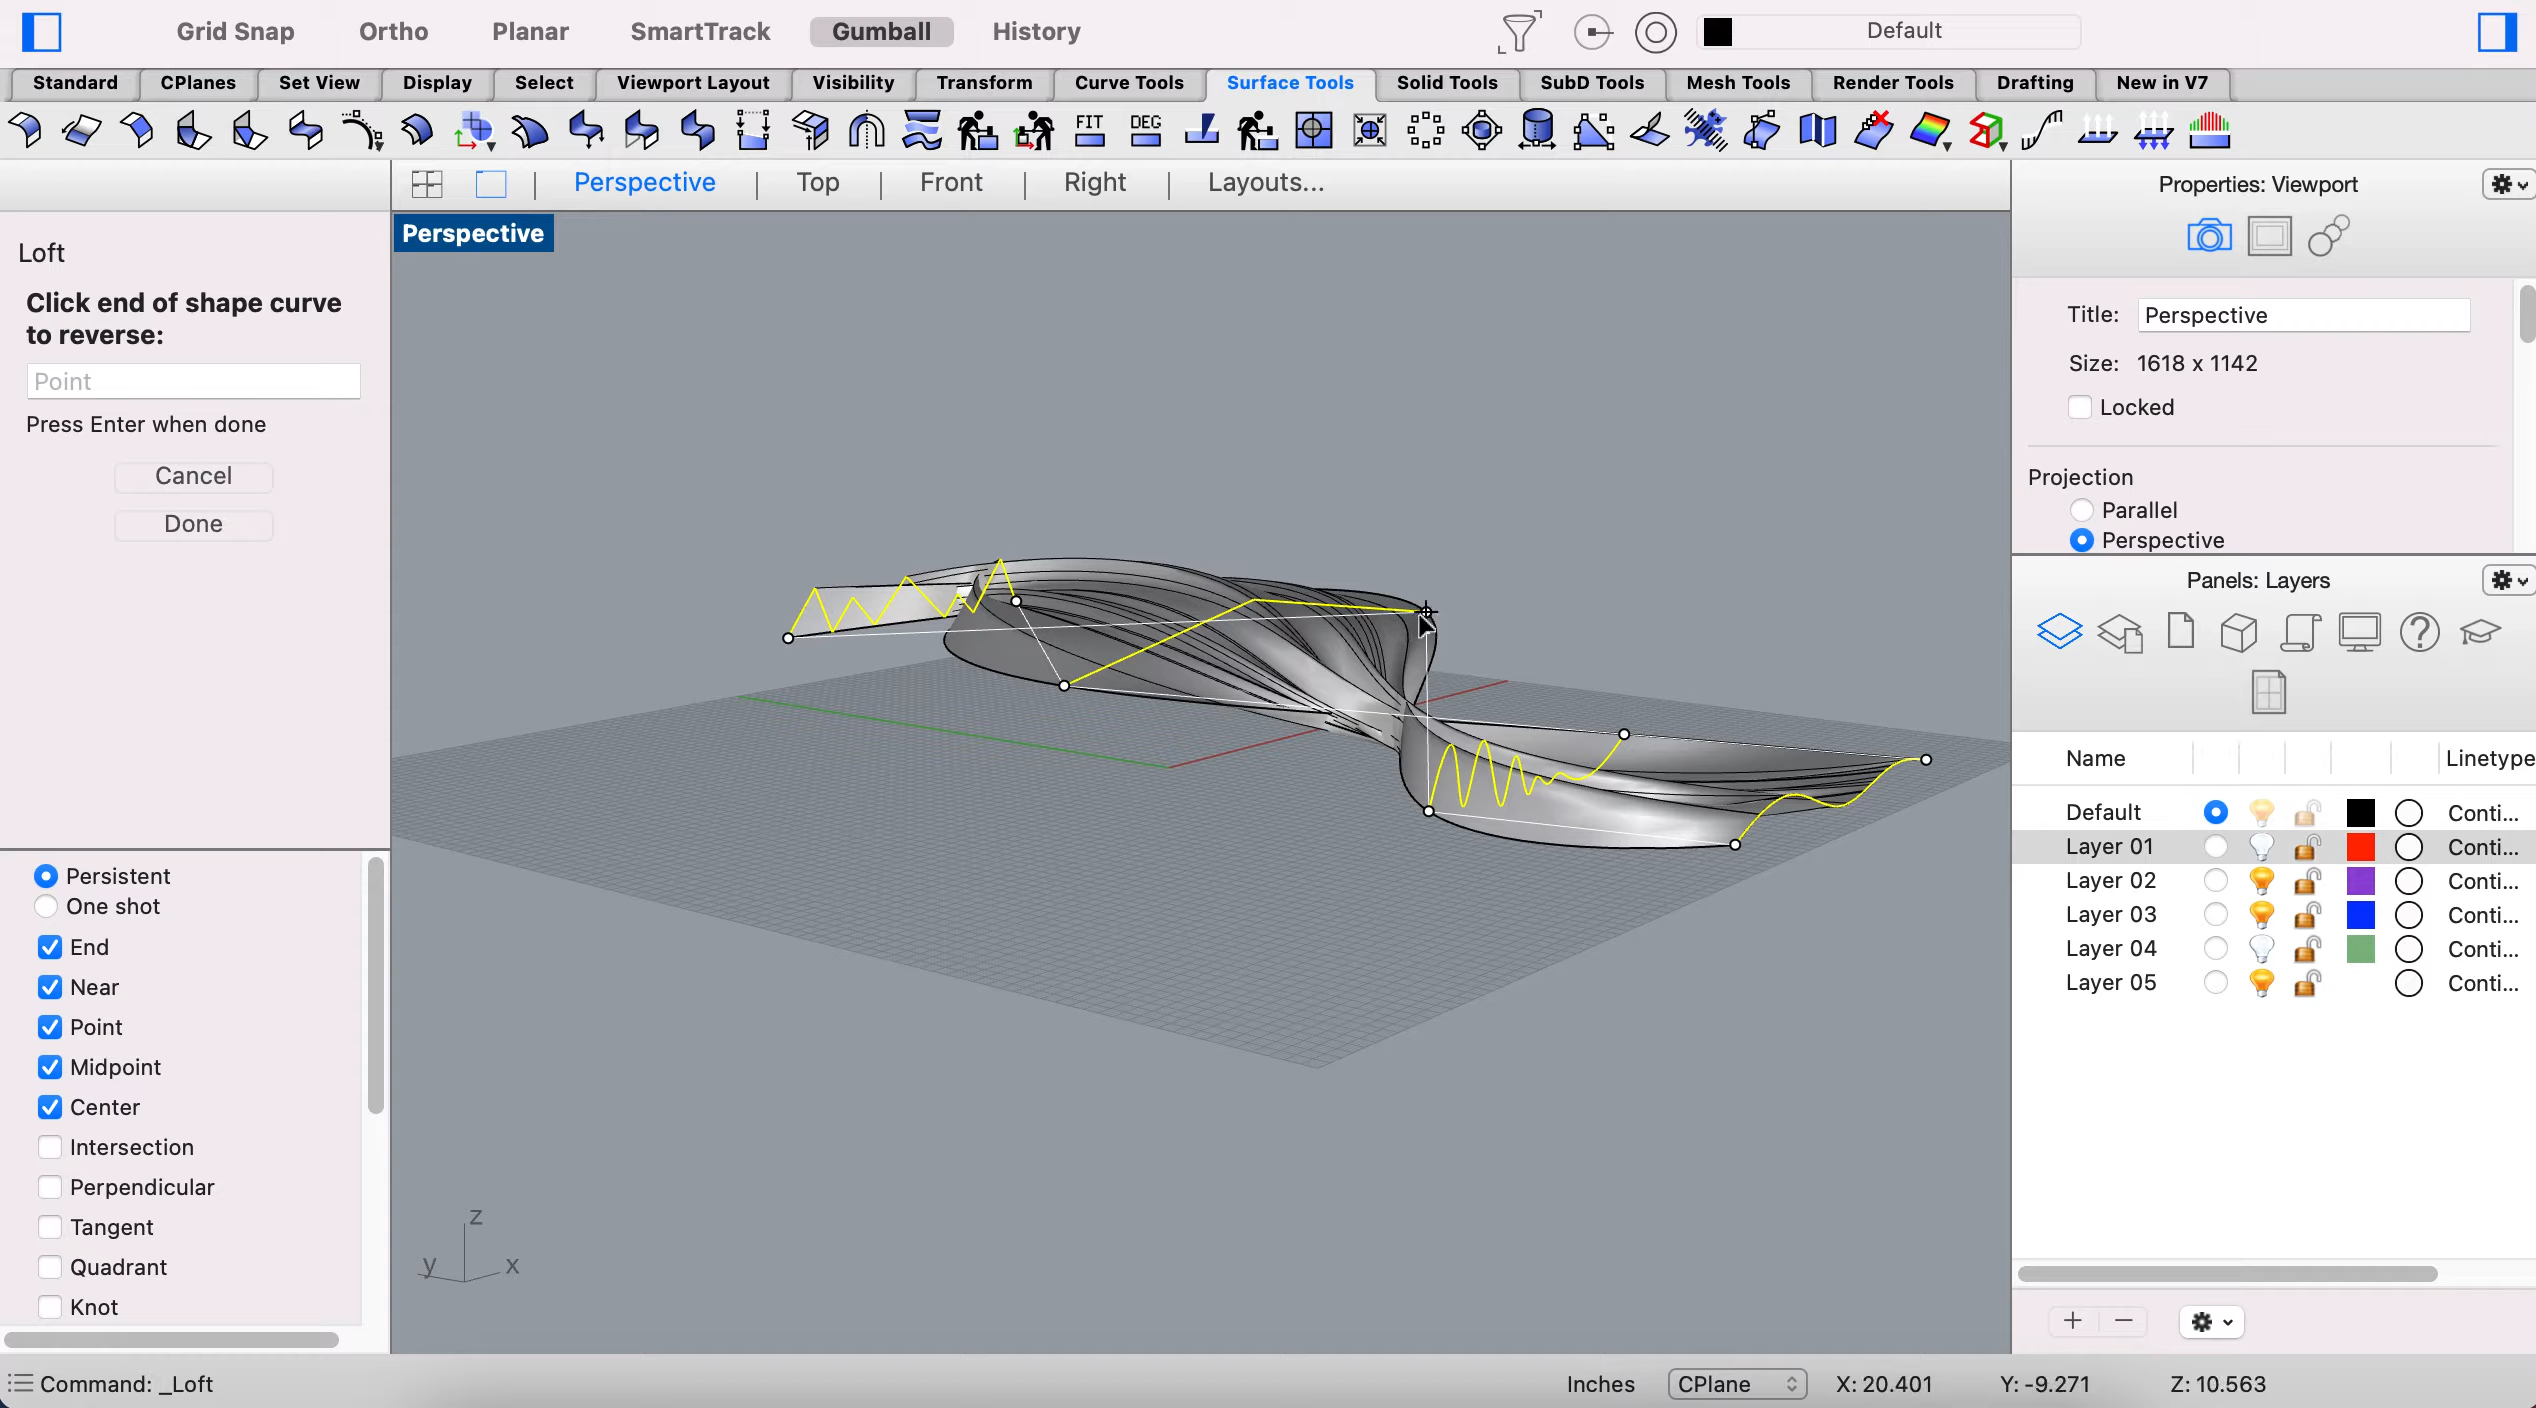 Grid Snap Ortho Planar SmartTrack Gumball History Default
Standard CPlanes Set View Display Select Viewport Layout Visibility Transform Curve Tools Surface Tools Solid Tools SubD Tools Mesh Tools Render Tools Drafting New in V7
FIT DEG
Perspective Top Front Right Layouts...
Perspective
Loft
Click end of shape curve
to reverse:
Point
Press Enter when done
Cancel
Done
Persistent
One shot
End
Near
Point
Midpoint
Center
Intersection
Perpendicular
Tangent
Quadrant
Knot
z
y x
Properties: Viewport
Title: Perspective
Size: 1618 x 1142
Locked
Projection
Parallel
Perspective
Panels: Layers
Name Linetype
Default Conti...
Layer 01 Conti...
Layer 02 Conti...
Layer 03 Conti...
Layer 04 Conti...
Layer 05 Conti...
Command: _Loft
Inches CPlane X: 20.401 Y: -9.271 Z: 10.563